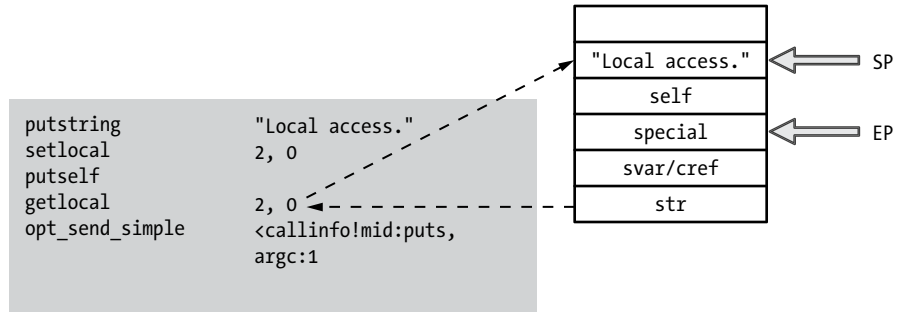 putstring "Local access."
setlocal 2, 0
putself
getlocal 2, 0
opt_send_simple <callinfo!mid:puts,
argc:1
"Local access."
self
special
svar/cref
str
SP
EP